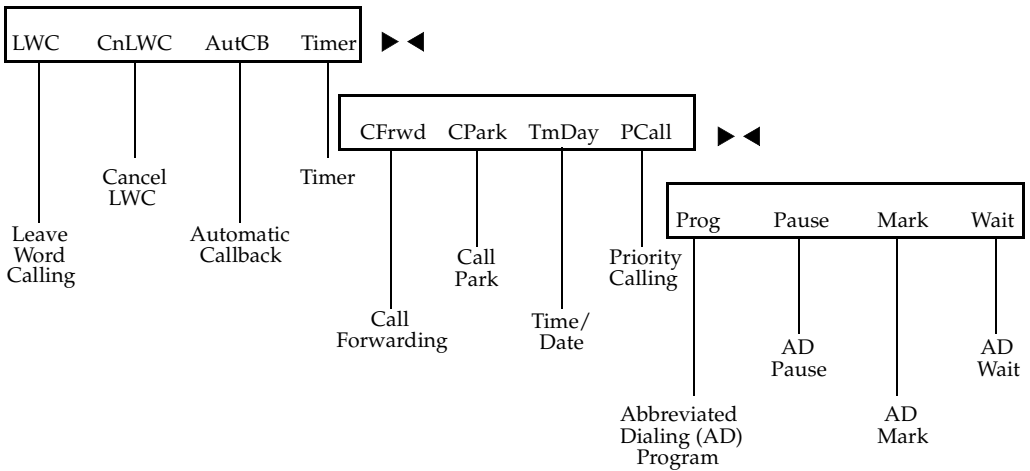 LWC CnLWC AutCB Timer
CFrwd CPark TmDay PCall
Cancel
LWC
Timer
Prog Pause Mark Wait
Leave
Word
Calling
Automatic
Callback
Call
Park
Priority
Calling
Call
Forwarding
Time/
Date
AD
Pause
AD
Wait
Abbreviated
Dialing (AD)
Program
AD
Mark